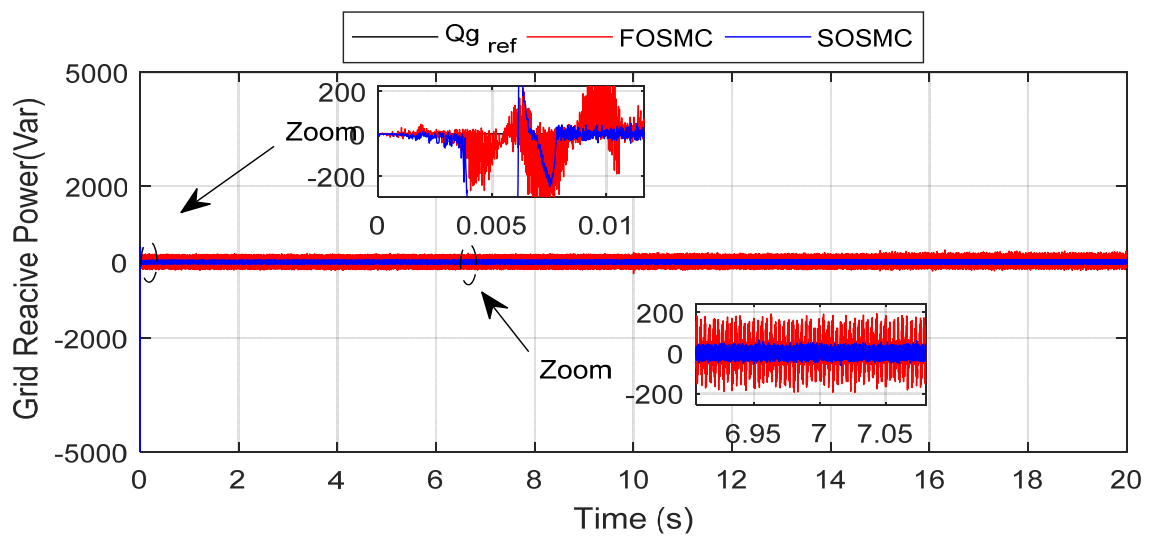 Qg ref FOSMC SOSMC
5000
2000
0
-2000
-5000
Grid Reacive Power(Var)
Zoom
200
0
-200
0 0.005 0.01
200
0
-200
6.95 7 7.05
Zoom
0 2 4 6 8 10 12 14 16 18 20
Time (s)